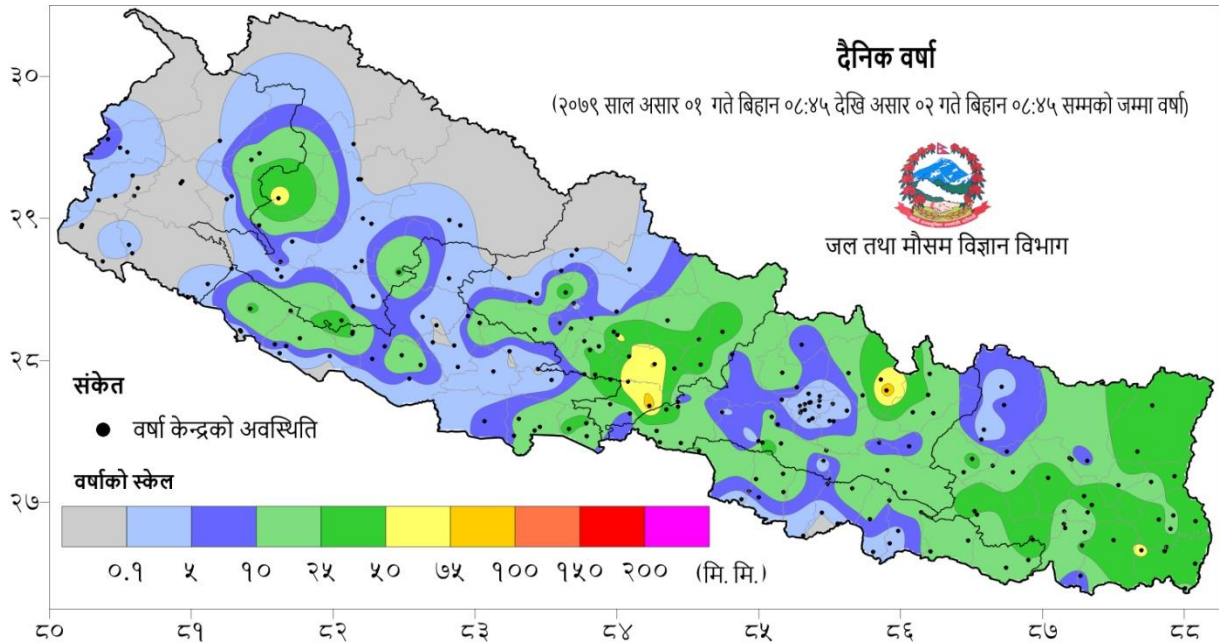 दैनिक वर्षा
(२०७९ साल असार ०१ गते बिहान ०८:४५ देखि असार ०२ गते बिहान ०८:४५ सम्मको जम्मा वर्षा)
जल तथा मौसम विज्ञान विभाग
३०
२९
२८
२७
संकेत
वर्षा केन्द्रको अवस्थिति
वर्षाको स्केल
०.१ ५ १० २५ ५० ७५ १०० १५० २०० (मि. मि.)
८० ८१ ८२ ८३ ८४ ८५ ८६ ८७ ८८